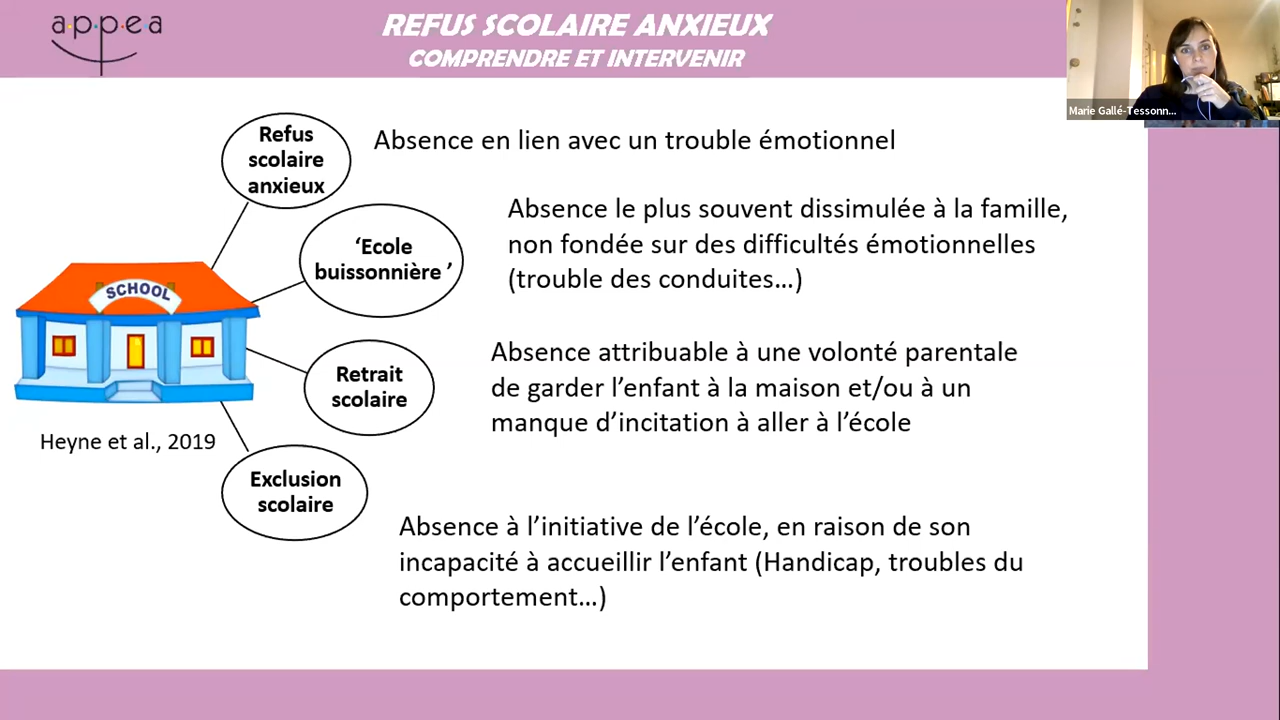 a·p·p·e·a
REFUS SCOLAIRE ANXIEUX
COMPRENDRE ET INTERVENIR
Marie Gallé-Tessonn...
Refus
scolaire
anxieux
Absence en lien avec un trouble émotionnel
‘Ecole
buissonnière ’
Absence le plus souvent dissimulée à la famille,
non fondée sur des difficultés émotionnelles
(trouble des conduites…)
SCHOOL
Retrait
scolaire
Absence attribuable à une volonté parentale
de garder l’enfant à la maison et/ou à un
manque d’incitation à aller à l’école
Heyne et al., 2019
Exclusion
scolaire
Absence à l’initiative de l’école, en raison de son
incapacité à accueillir l’enfant (Handicap, troubles du
comportement…)